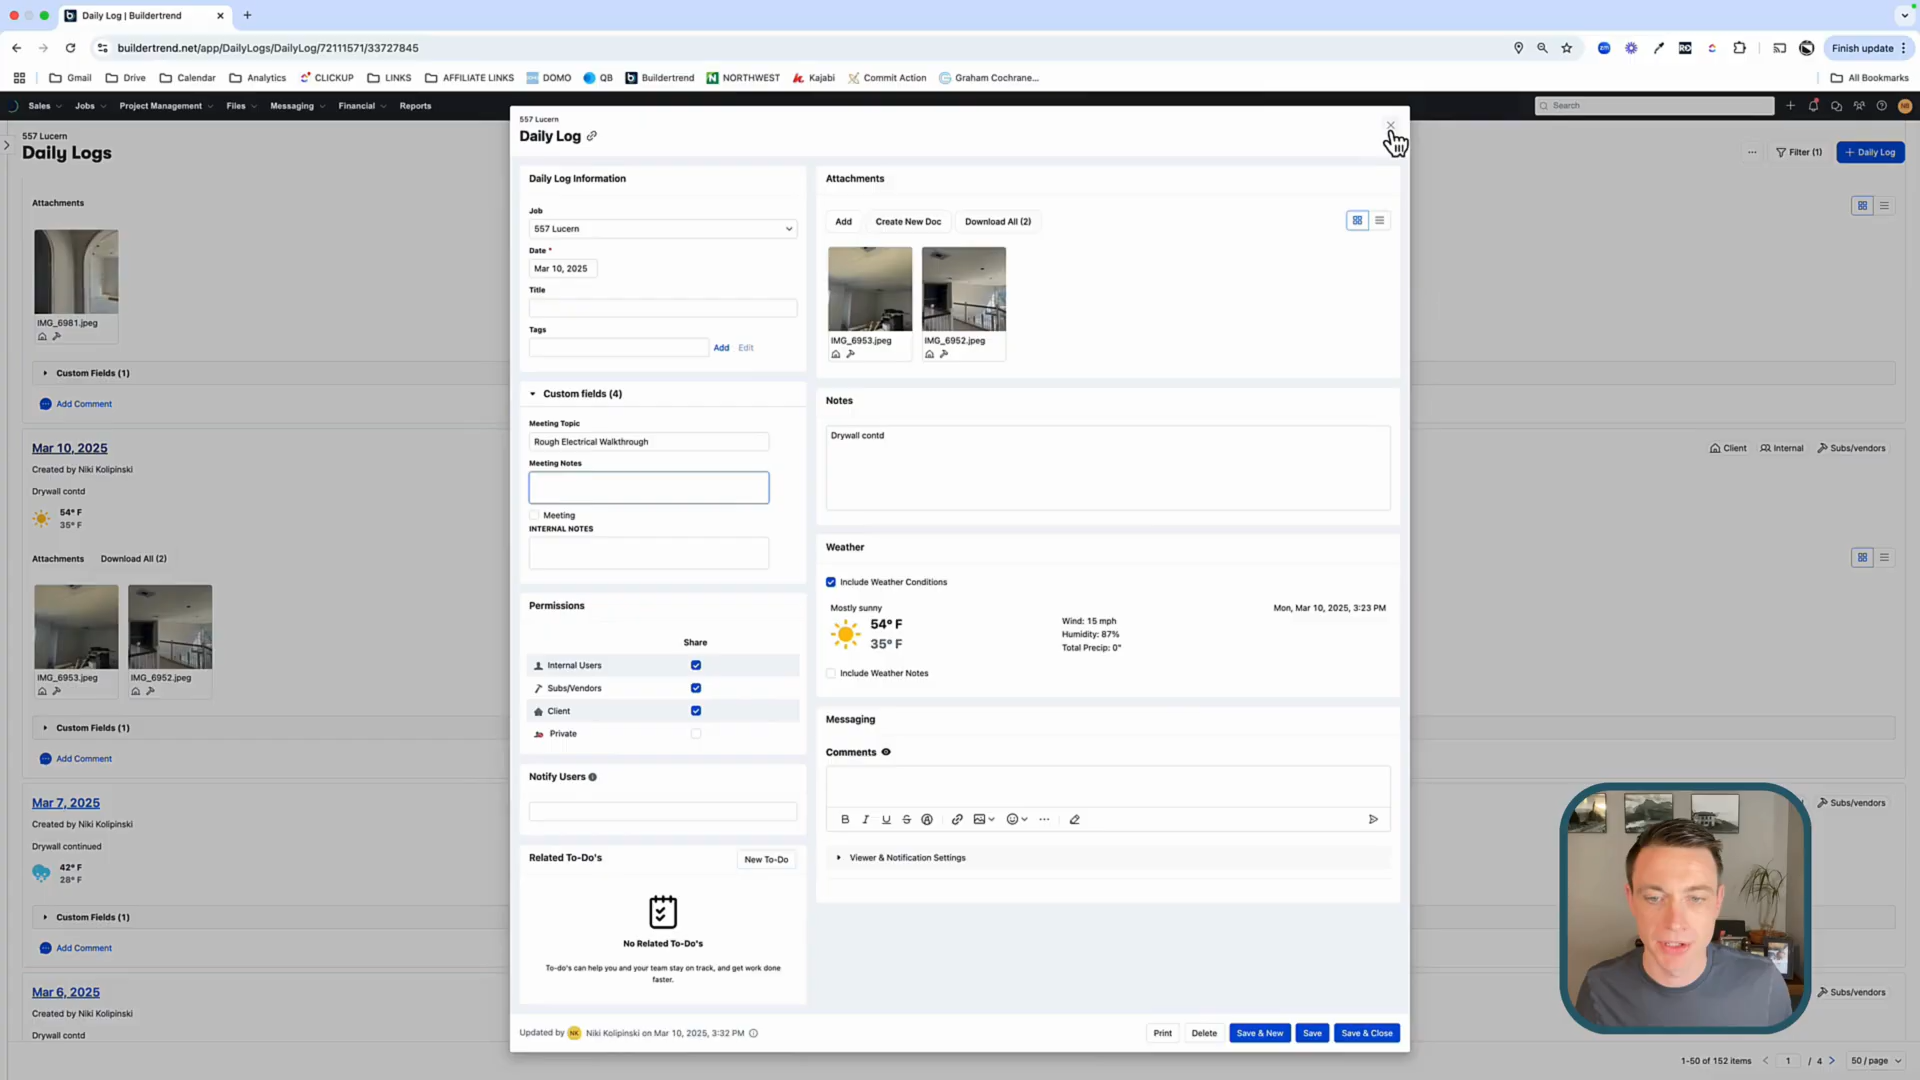 Daily Log | Buildertrend
buildertrend.net/app/DailyLogs/DailyLog/72111571/33727845
Finish update
Gmail Drive Calendar Analytics CLICKUP LINKS AFFILIATE LINKS DOMO QB Buildertrend NORTHWEST Kajabi Commit Action Graham Cochrane... All Bookmarks
Sales Jobs Project Management Files Messaging Financial Reports Search
557 Lucern
Daily Logs
Filter (1)
+ Daily Log
Attachments
IMG_6981.jpeg
Custom Fields (1)
Add Comment
Mar 10, 2025
Client Internal Subs/vendors
Created by Niki Kolipinski
Drywall contd
54° F
35° F
Attachments Download All (2)
IMG_6953.jpeg IMG_6952.jpeg
Custom Fields (1)
Add Comment
Mar 7, 2025
Subs/vendors
Created by Niki Kolipinski
Drywall continued
42° F
28° F
Custom Fields (1)
Add Comment
Mar 6, 2025
Subs/vendors
Created by Niki Kolipinski
Drywall contd
1-50 of 152 items 1 / 4 50 / page
557 Lucern
Daily Log
Daily Log Information
Job
557 Lucern
Date *
Mar 10, 2025
Title
Tags
Add Edit
Custom fields (4)
Meeting Topic
Rough Electrical Walkthrough
Meeting Notes
Meeting
INTERNAL NOTES
Permissions
Share
Internal Users
Subs/Vendors
Client
Private
Notify Users
Related To-Do's New To-Do
No Related To-Do's
To-do's can help you and your team stay on track, and get work done
faster.
Attachments
Add Create New Doc Download All (2)
IMG_6953.jpeg IMG_6952.jpeg
Notes
Drywall contd
Weather
Include Weather Conditions
Mostly sunny
54° F
35° F
Wind: 15 mph
Humidity: 87%
Total Precip: 0"
Mon, Mar 10, 2025, 3:23 PM
Include Weather Notes
Messaging
Comments
B I U S
Viewer & Notification Settings
Updated by NK Niki Kolipinski on Mar 10, 2025, 3:32 PM
Print Delete Save & New Save Save & Close